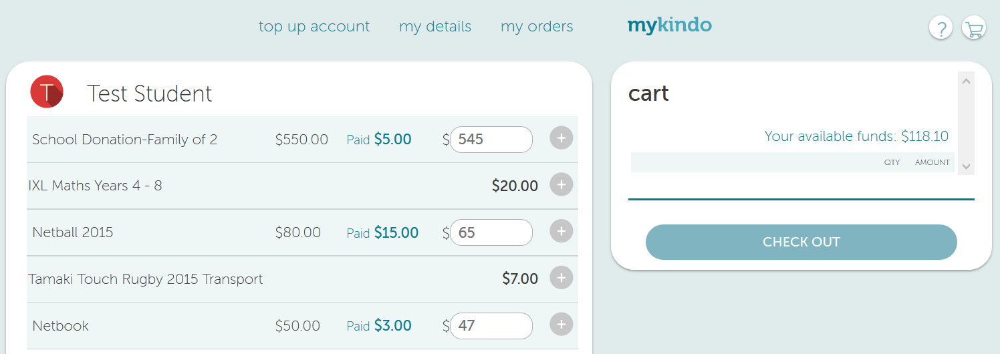 top up account my details my orders mykindo ?
T Test Student
School Donation-Family of 2 $550.00 Paid $5.00 $ 545 +
IXL Maths Years 4 - 8 $20.00 +
Netball 2015 $80.00 Paid $15.00 $ 65 +
Tamaki Touch Rugby 2015 Transport $7.00 +
Netbook $50.00 Paid $3.00 $ 47 +
cart
Your available funds: $118.10
QTY AMOUNT
CHECK OUT